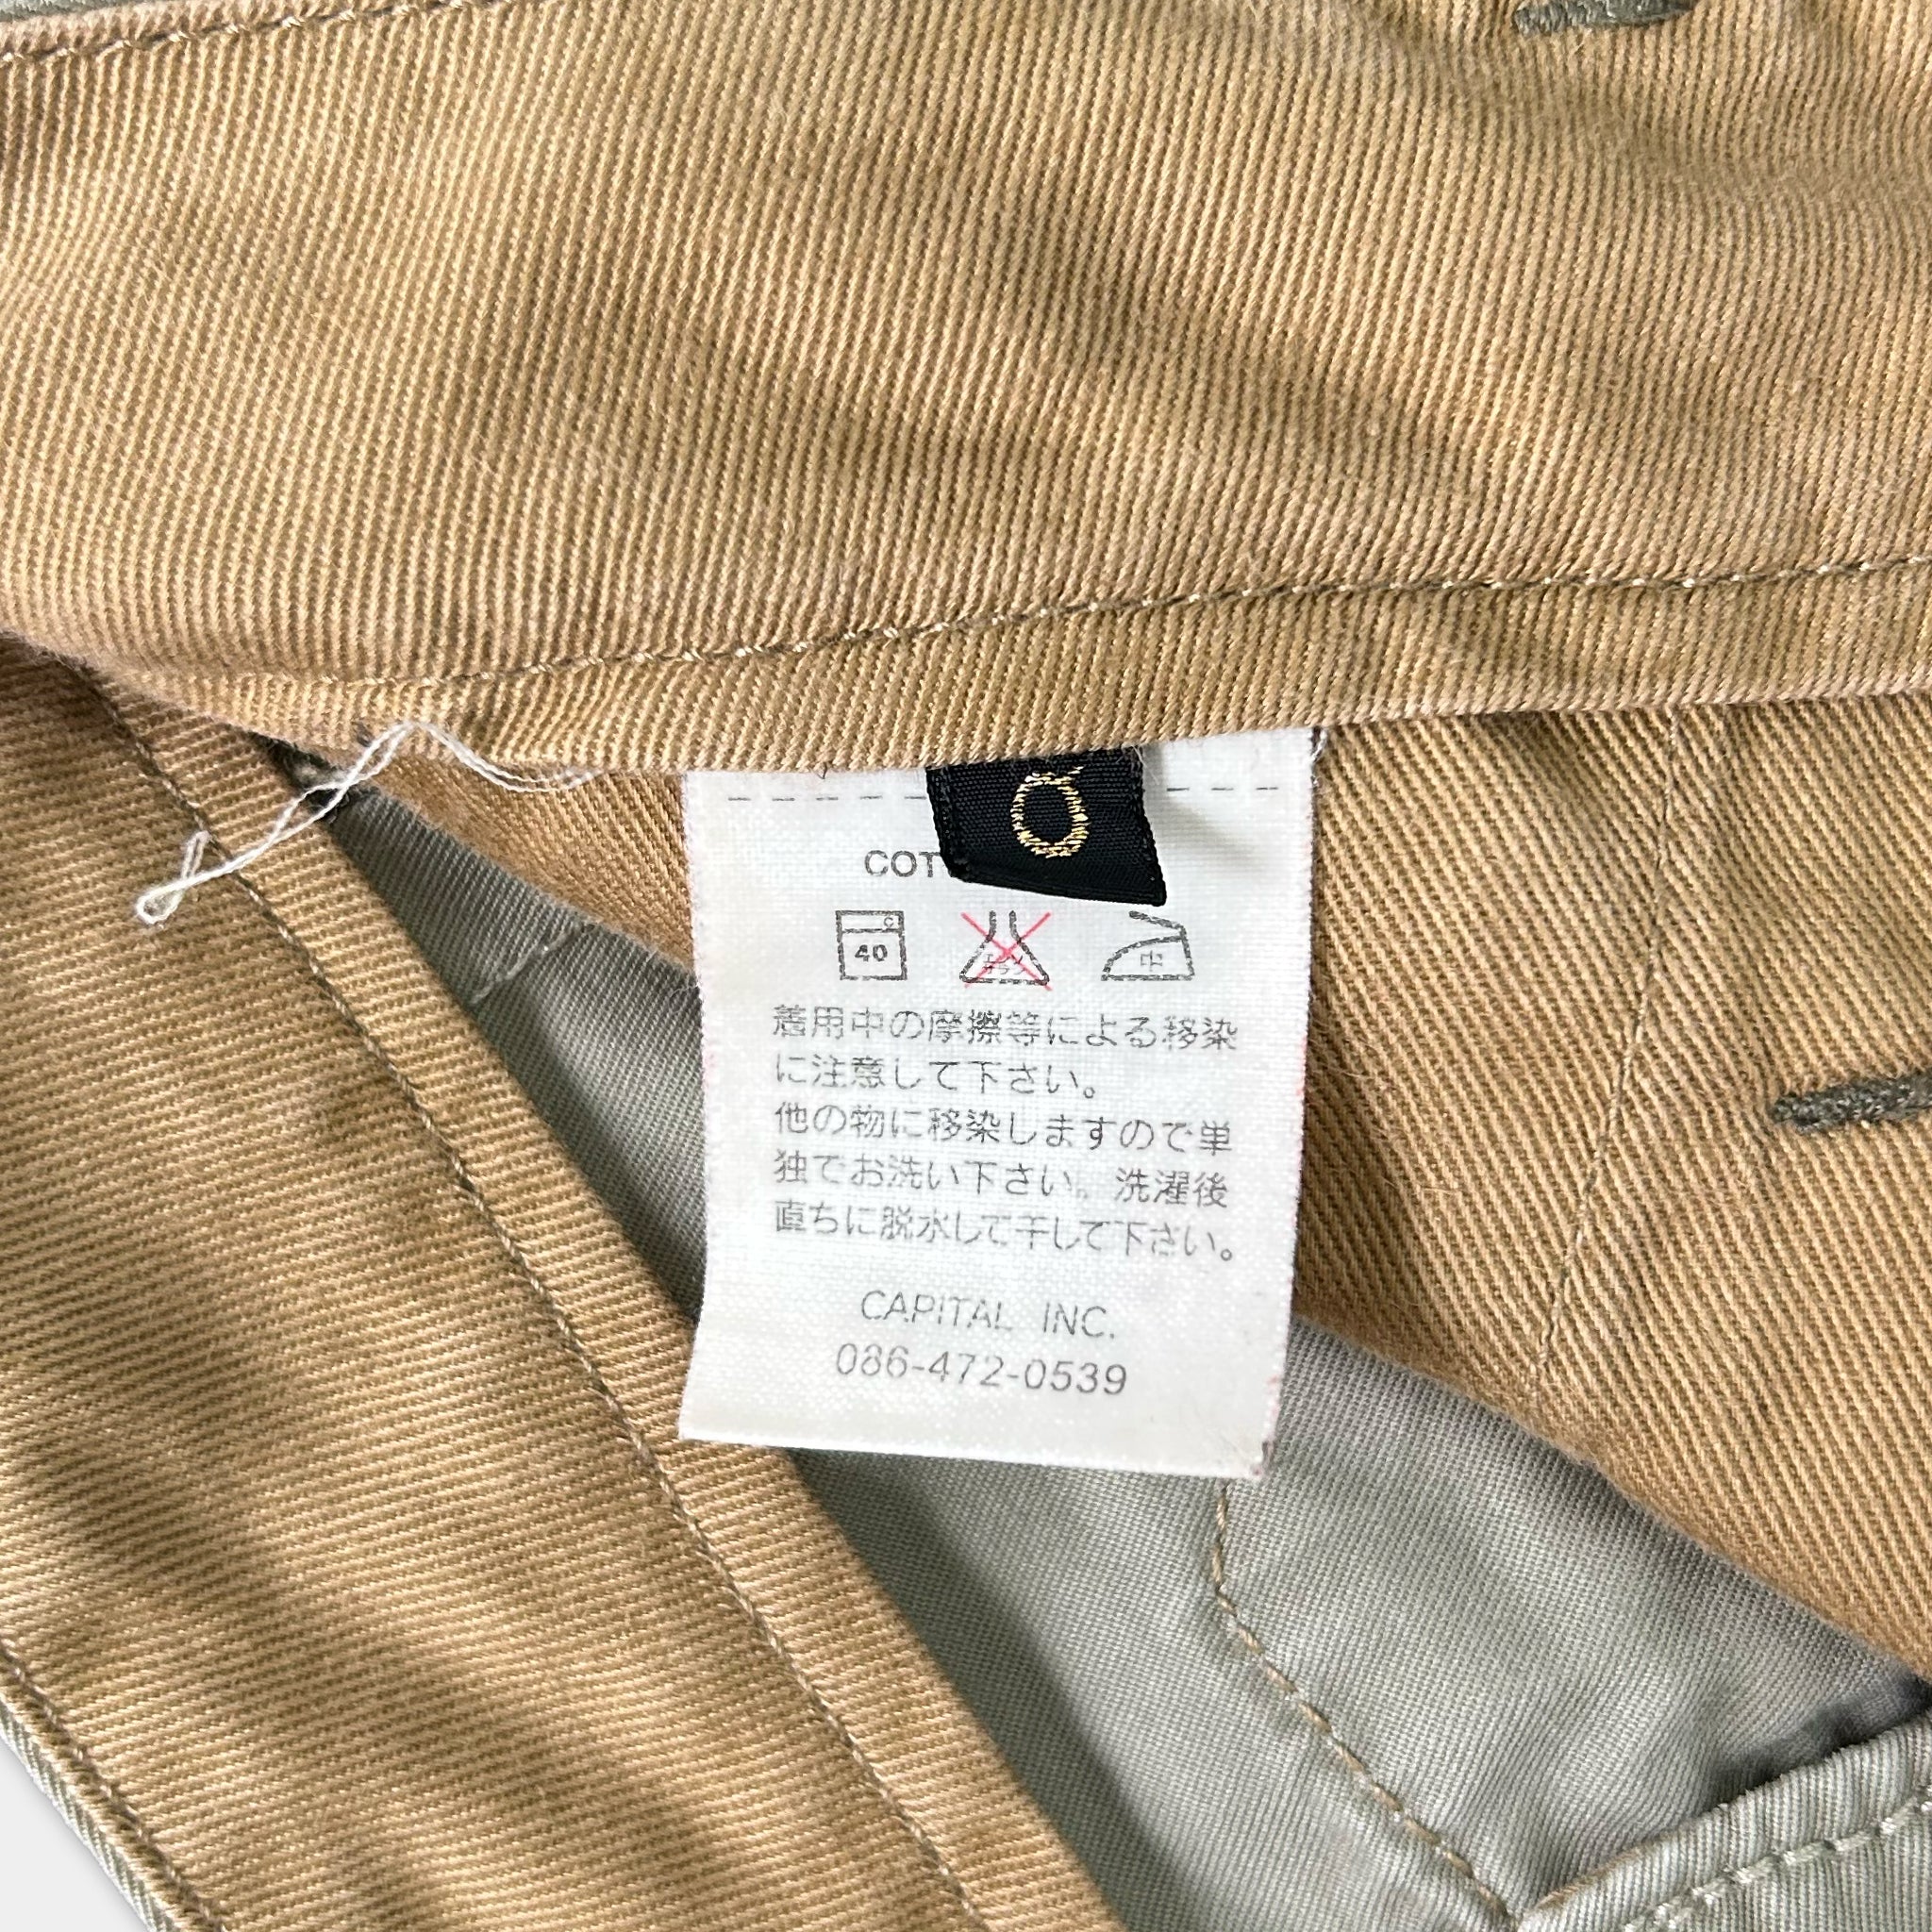 0
COT
C
40
中
着用中の摩擦等による移染
に注意して下さい。
他の物に移染しますので単
独でお洗い下さい。洗濯後
直ちに脱水して干して下さい。
CAPITAL INC.
086-472-0539